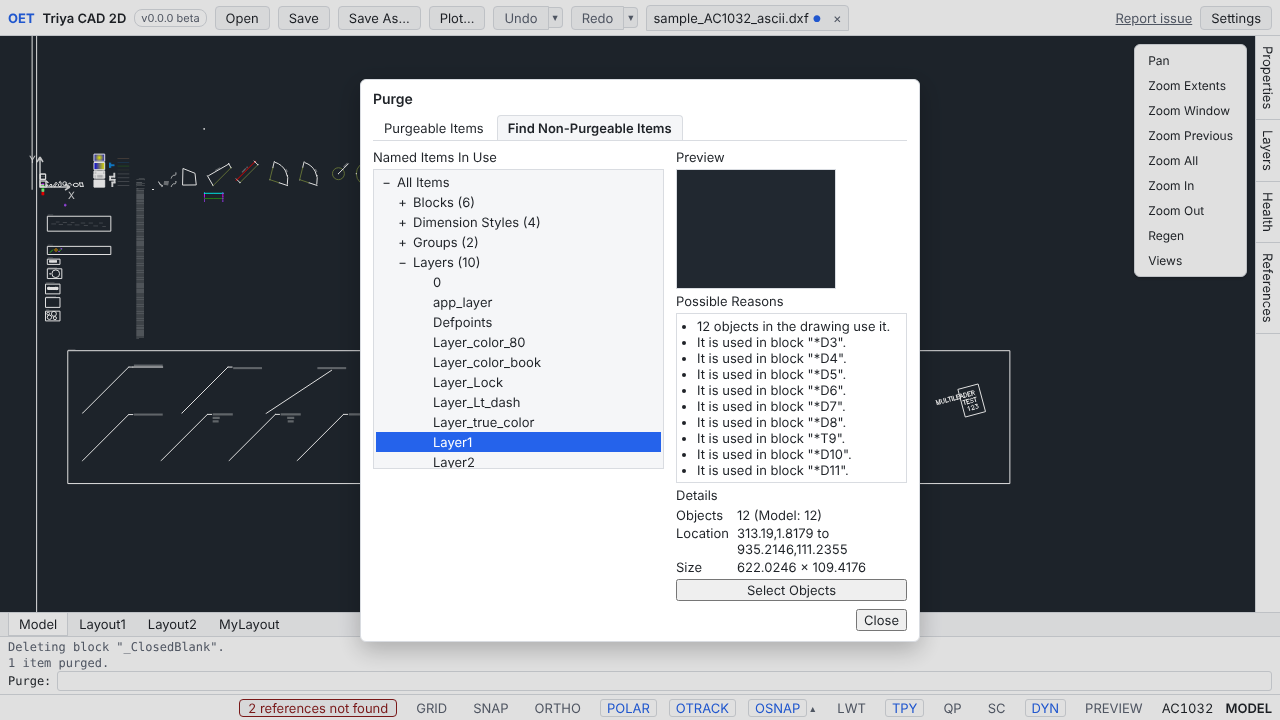 OET Triya CAD 2D v0.0.0 beta Open Save Save As... Plot... Undo ▾ Redo ▾ sample_AC1032_ascii.dxf ● × Report issue Settings
Pan
Zoom Extents
Zoom Window
Zoom Previous
Zoom All
Zoom In
Zoom Out
Regen
Views
Properties
Layers
Health
References
Y
X
MULTILEADER
TEST
123
Purge
Purgeable Items Find Non-Purgeable Items
Named Items In Use
− All Items
+ Blocks (6)
+ Dimension Styles (4)
+ Groups (2)
− Layers (10)
0
app_layer
Defpoints
Layer_color_80
Layer_color_book
Layer_Lock
Layer_Lt_dash
Layer_true_color
Layer1
Layer2
Preview
Possible Reasons
• 12 objects in the drawing use it.
• It is used in block "*D3".
• It is used in block "*D4".
• It is used in block "*D5".
• It is used in block "*D6".
• It is used in block "*D7".
• It is used in block "*D8".
• It is used in block "*T9".
• It is used in block "*D10".
• It is used in block "*D11".
Details
Objects 12 (Model: 12)
Location 313.19,1.8179 to
935.2146,111.2355
Size 622.0246 × 109.4176
Select Objects
Close
Model Layout1 Layout2 MyLayout
Deleting block "_ClosedBlank".
1 item purged.
Purge:
2 references not found GRID SNAP ORTHO POLAR OTRACK OSNAP ▴ LWT TPY QP SC DYN PREVIEW AC1032 MODEL